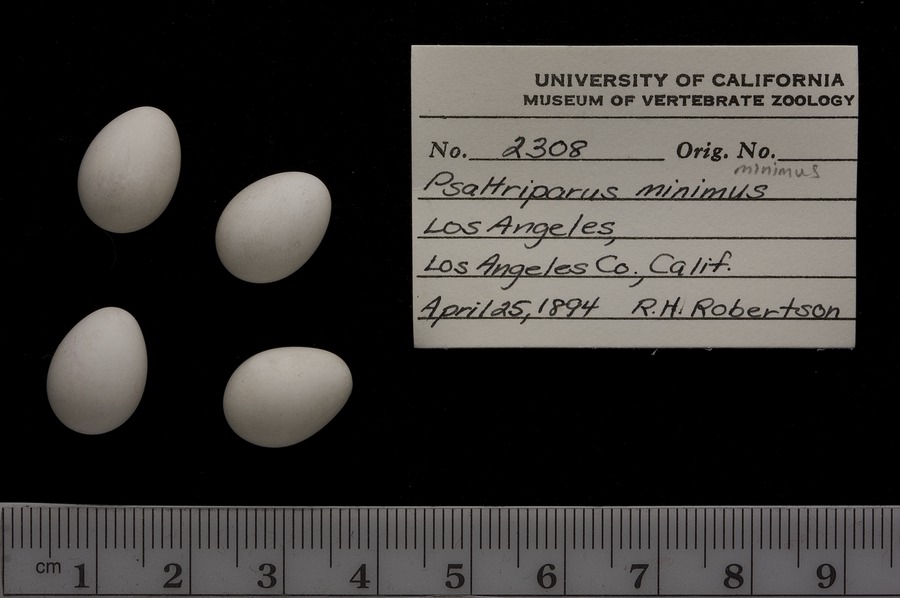 UNIVERSITY OF CALIFORNIA
MUSEUM OF VERTEBRATE ZOOLOGY
No. 2308 Orig. No.
minimus
Psaltriparus minimus
Los Angeles,
Los Angeles Co., Calif.
April 25, 1894 R.H. Robertson
cm 1 2 3 4 5 6 7 8 9